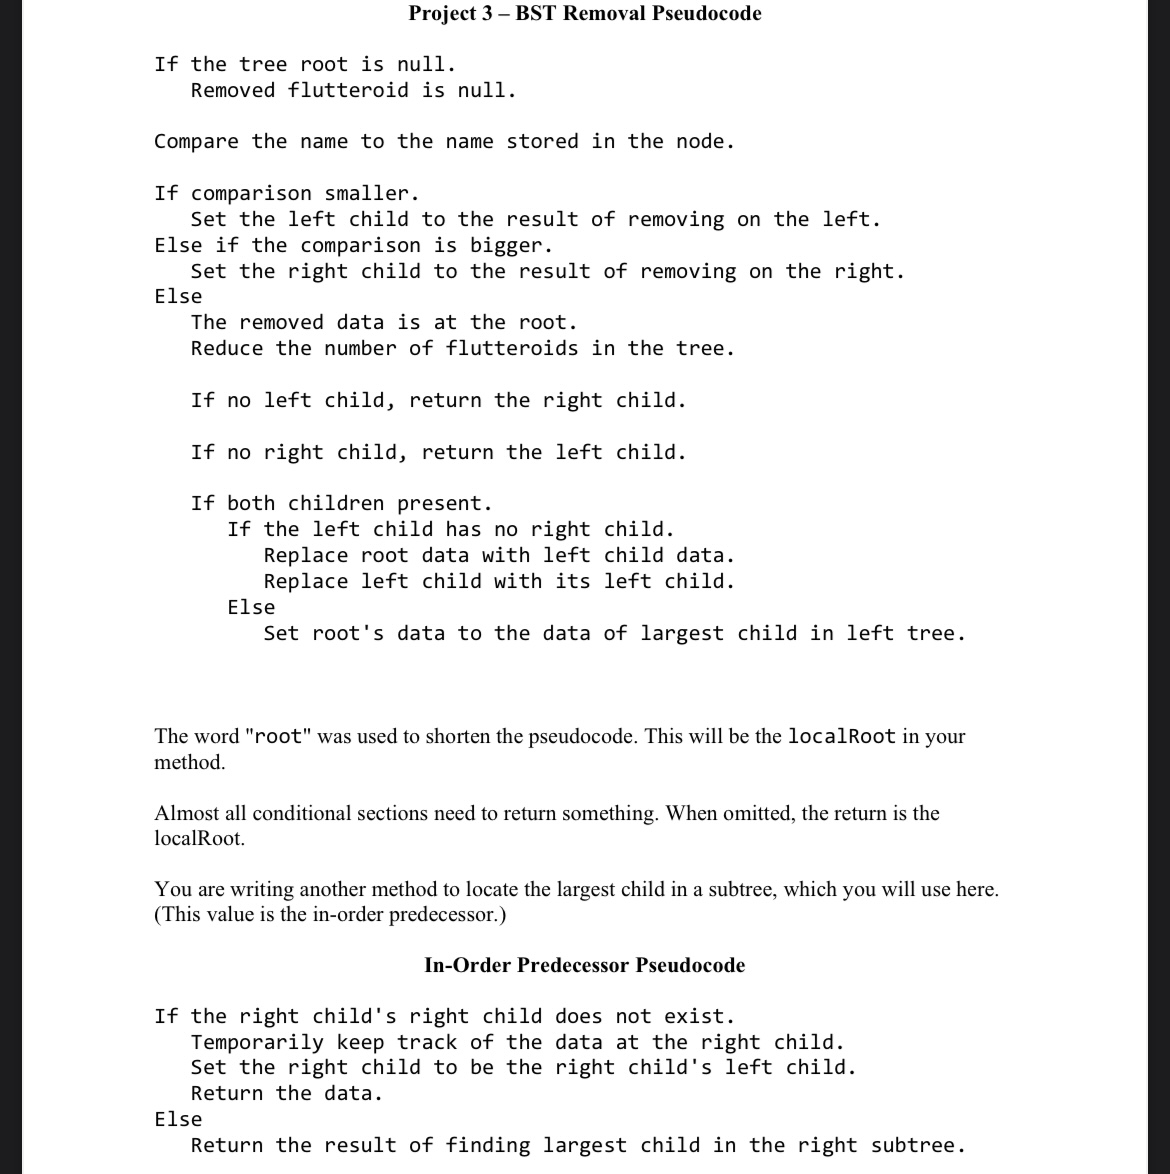 Project 3 – BST Removal Pseudocode
If the tree root is null.
Removed flutteroid is null.
Compare the name to the name stored in the node.
If comparison smaller.
Set the left child to the result of removing on the left.
Else if the comparison is bigger.
Set the right child to the result of removing on the right.
Else
The removed data is at the root.
Reduce the number of flutteroids in the tree.
If no left child, return the right child.
If no right child, return the left child.
If both children present.
If the left child has no right child.
Replace root data with left child data.
Replace left child with its left child.
Else
Set root's data to the data of largest child in left tree.
The word "root" was used to shorten the pseudocode. This will be the localRoot in your
method.
Almost all conditional sections need to return something. When omitted, the return is the
localRoot.
You are writing another method to locate the largest child in a subtree, which you will use here.
(This value is the in-order predecessor.)
In-Order Predecessor Pseudocode
If the right child's right child does not exist.
Temporarily keep track of the data at the right child.
Set the right child to be the right child's left child.
Return the data.
Else
Return the result of finding largest child in the right subtree.